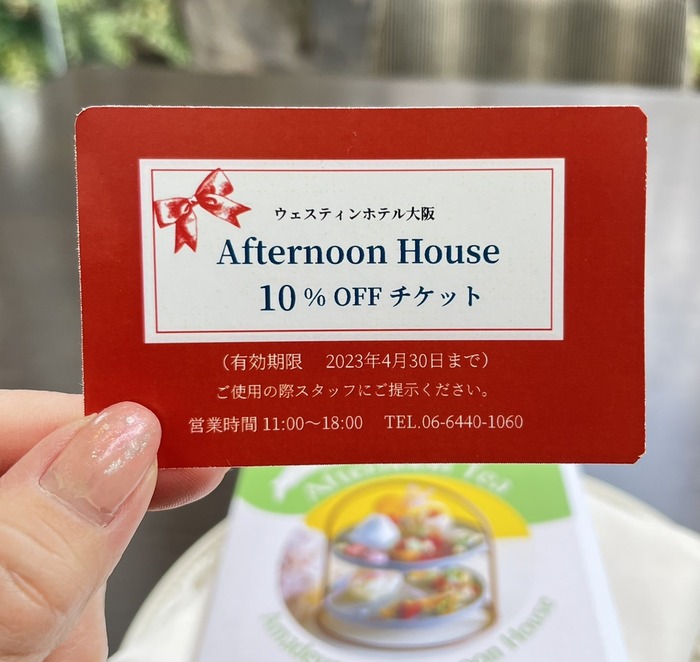 ウェスティンホテル大阪
Afternoon House
10% OFF チケット
（有効期限　2023年4月30日まで）
ご使用の際スタッフにご提示ください。
営業時間 11:00〜18:00　TEL.06-6440-1060
Afternoon Tea
House